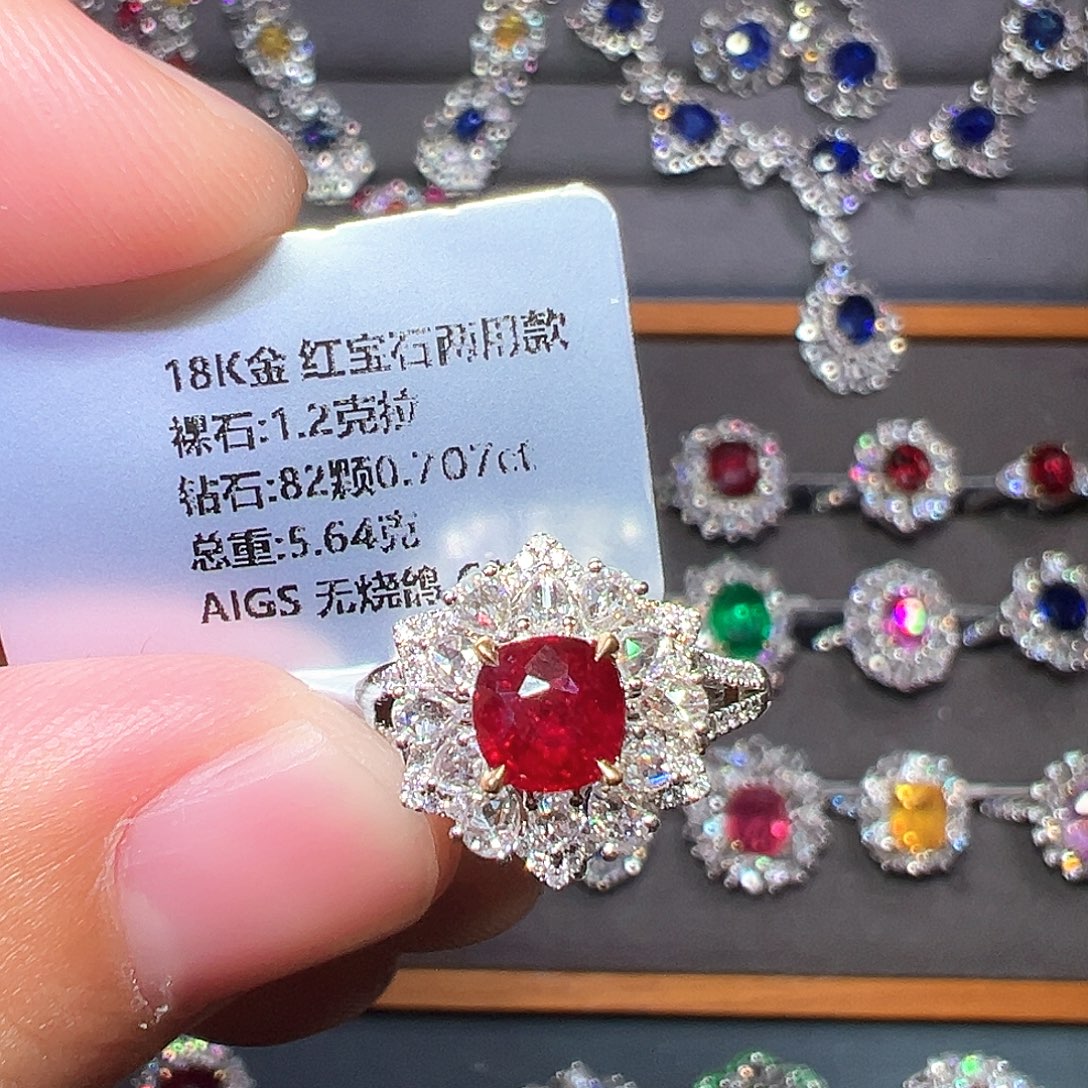 18K金 红宝石两用款
裸石:1.2克拉
钻石:82颗0.707ct
总重:5.64克
AIGS 无烧鸽